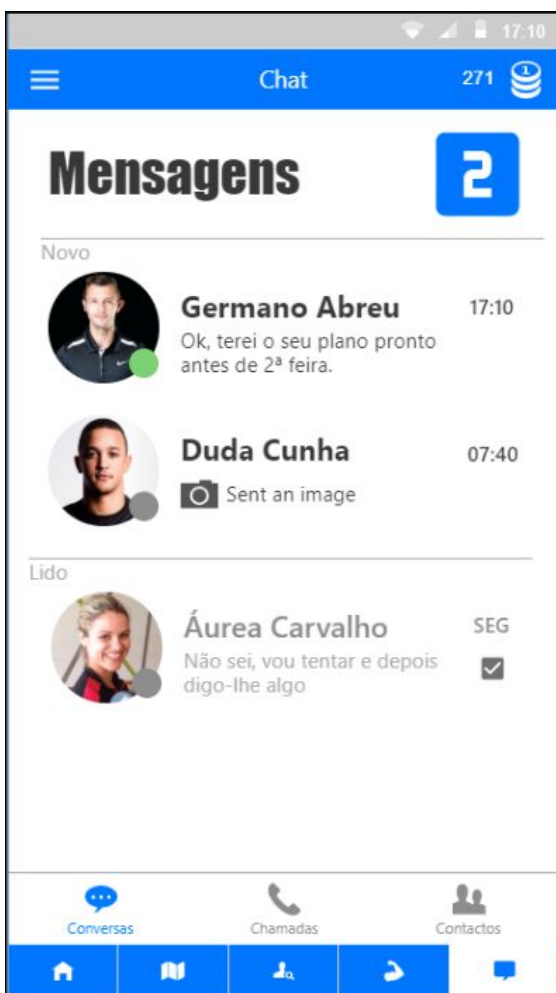 17:10
Chat
271
1
Mensagens
2
Novo
Germano Abreu
17:10
Ok, terei o seu plano pronto
antes de 2ª feira.
Duda Cunha
07:40
Sent an image
Lido
Áurea Carvalho
SEG
Não sei, vou tentar e depois
digo-lhe algo
Conversas
Chamadas
Contactos